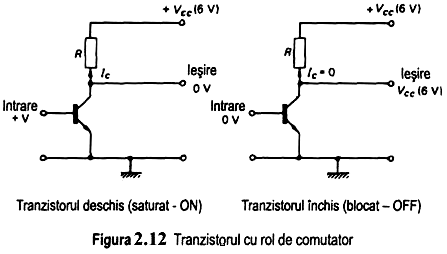 + Vcc (6 V)
R
Ic
Ieșire
0 V
Intrare
+ V
Tranzistorul deschis (saturat - ON)
+ Vcc (6 V)
R
Ic = 0
Ieșire
Vcc (6 V)
Intrare
0 V
Tranzistorul închis (blocat – OFF)
Figura 2.12 Tranzistorul cu rol de comutator